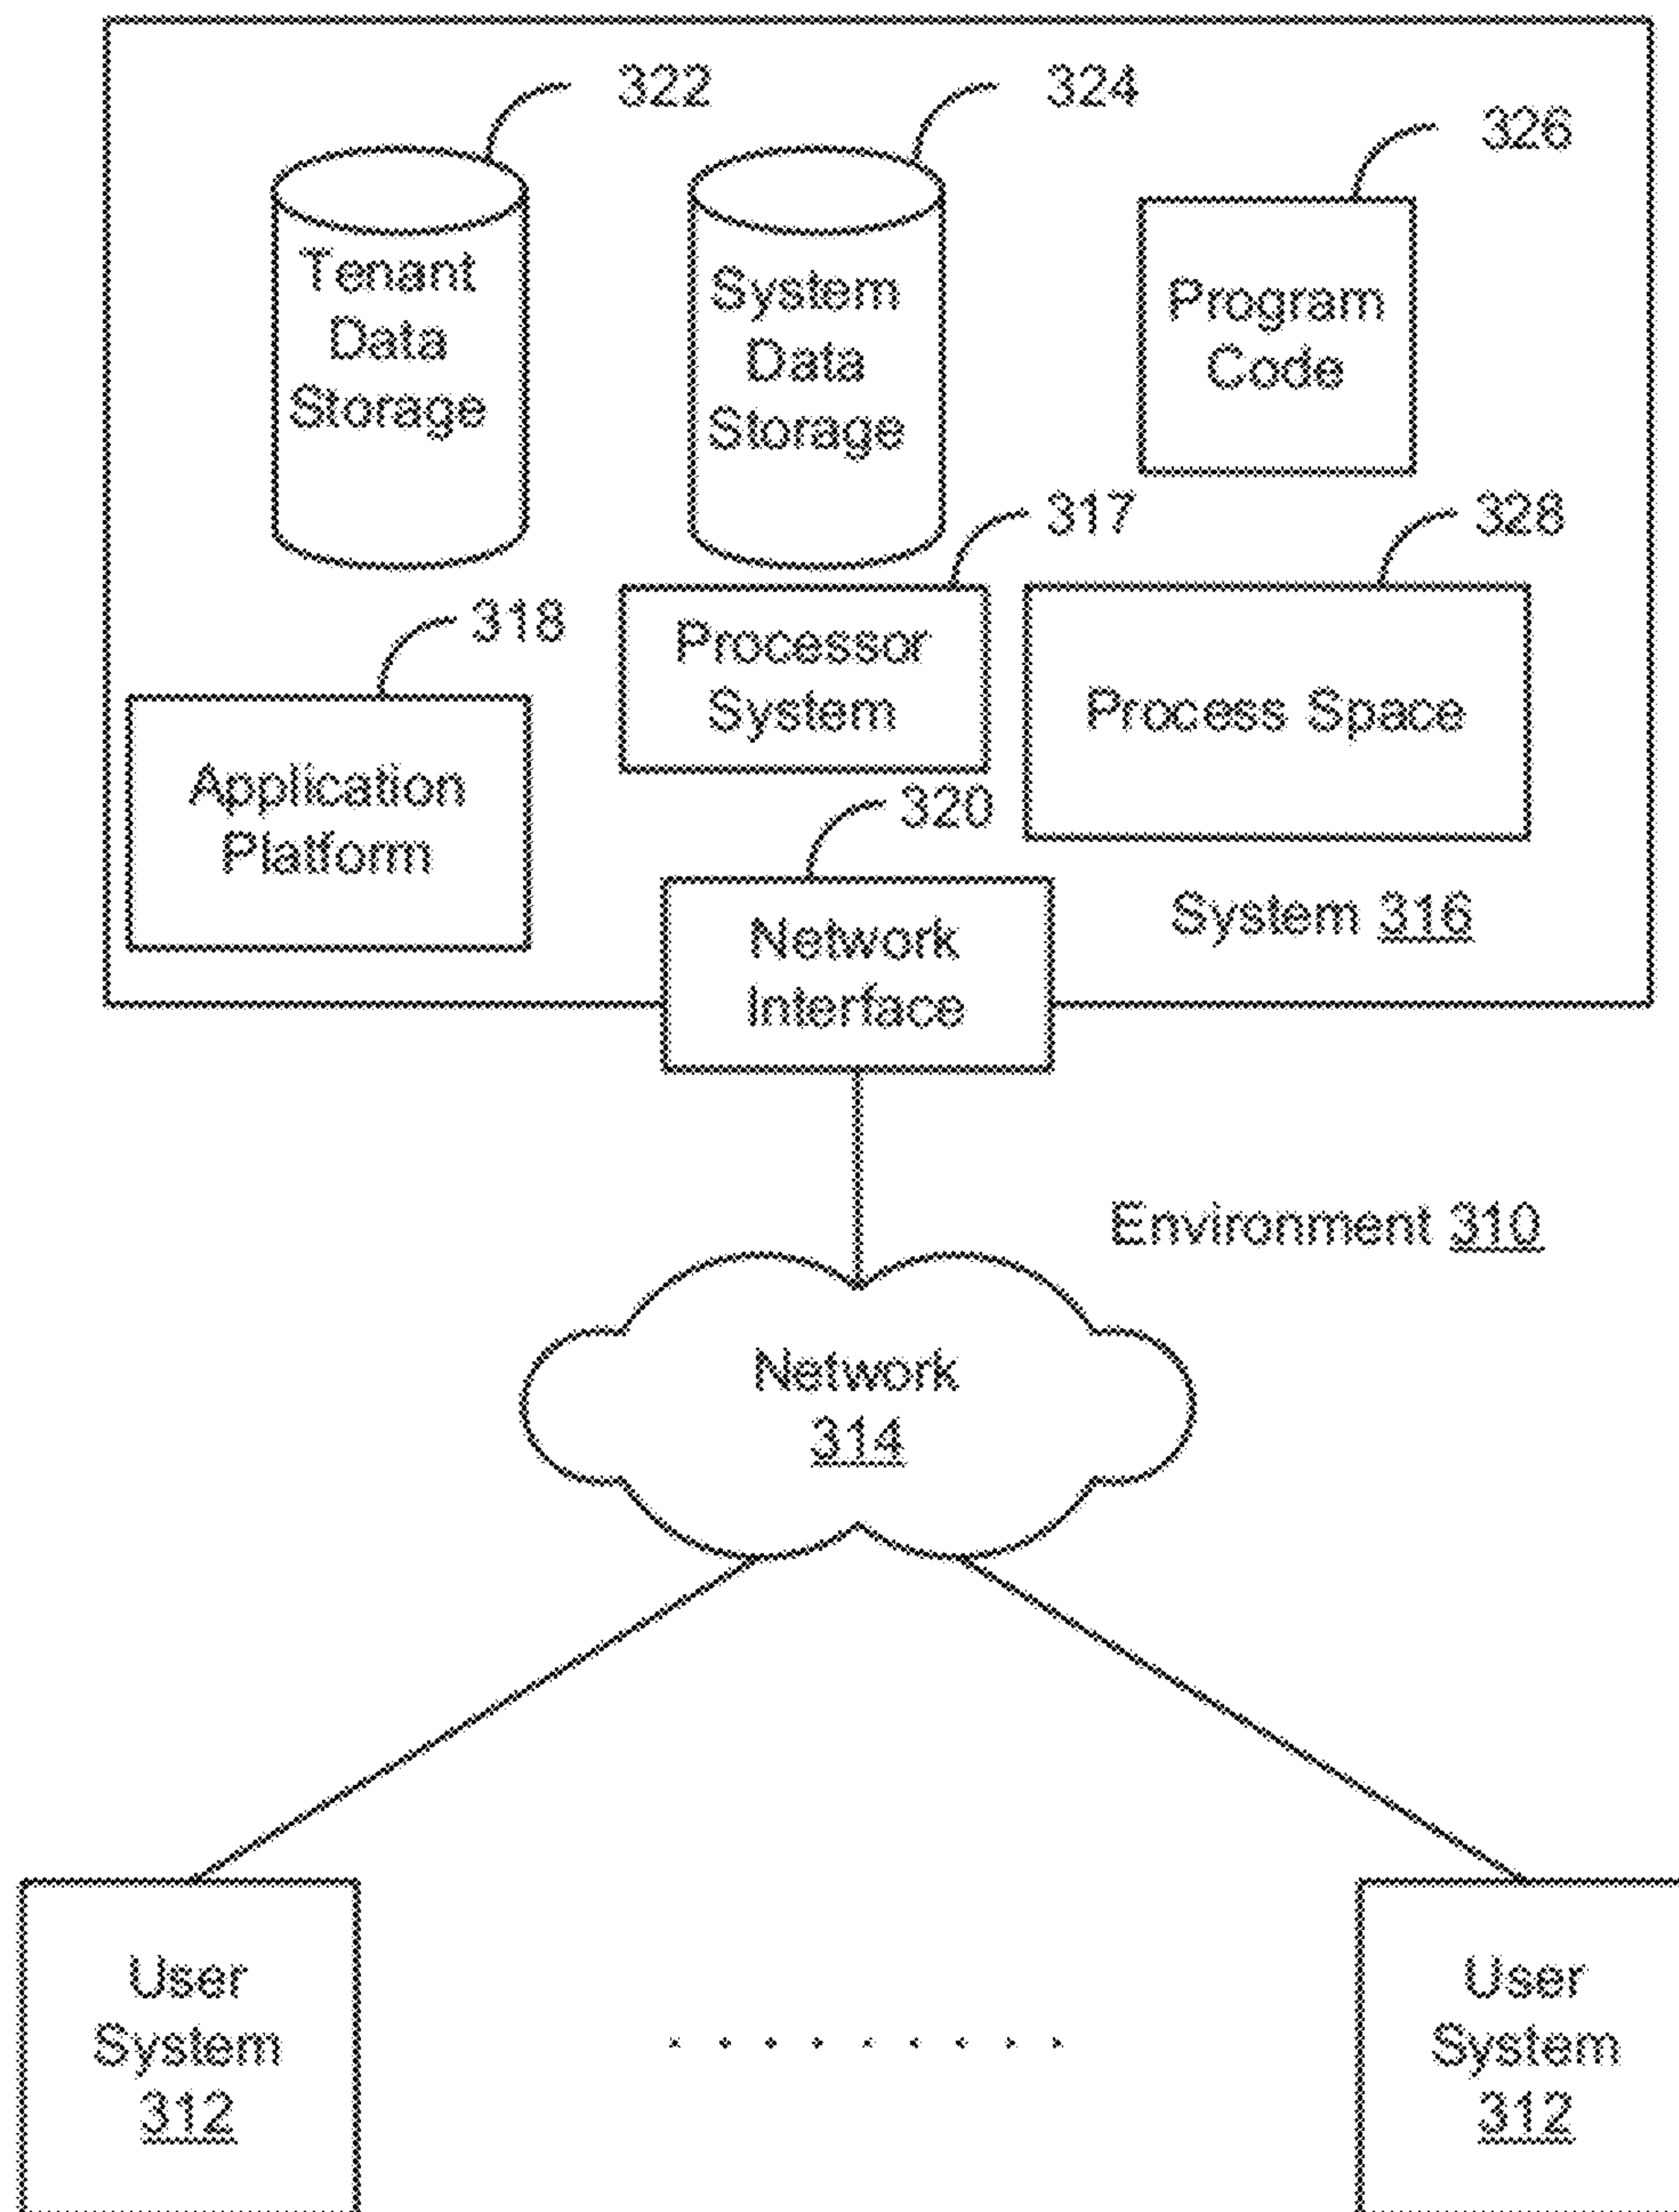 322
324
326
Tenant
Data
Storage
System
Data
Storage
Program
Code
317
328
318
Processor
System
Process Space
Application
Platform
320
Network
Interface
System 316
Environment 310
Network
314
User
System
312
User
System
312